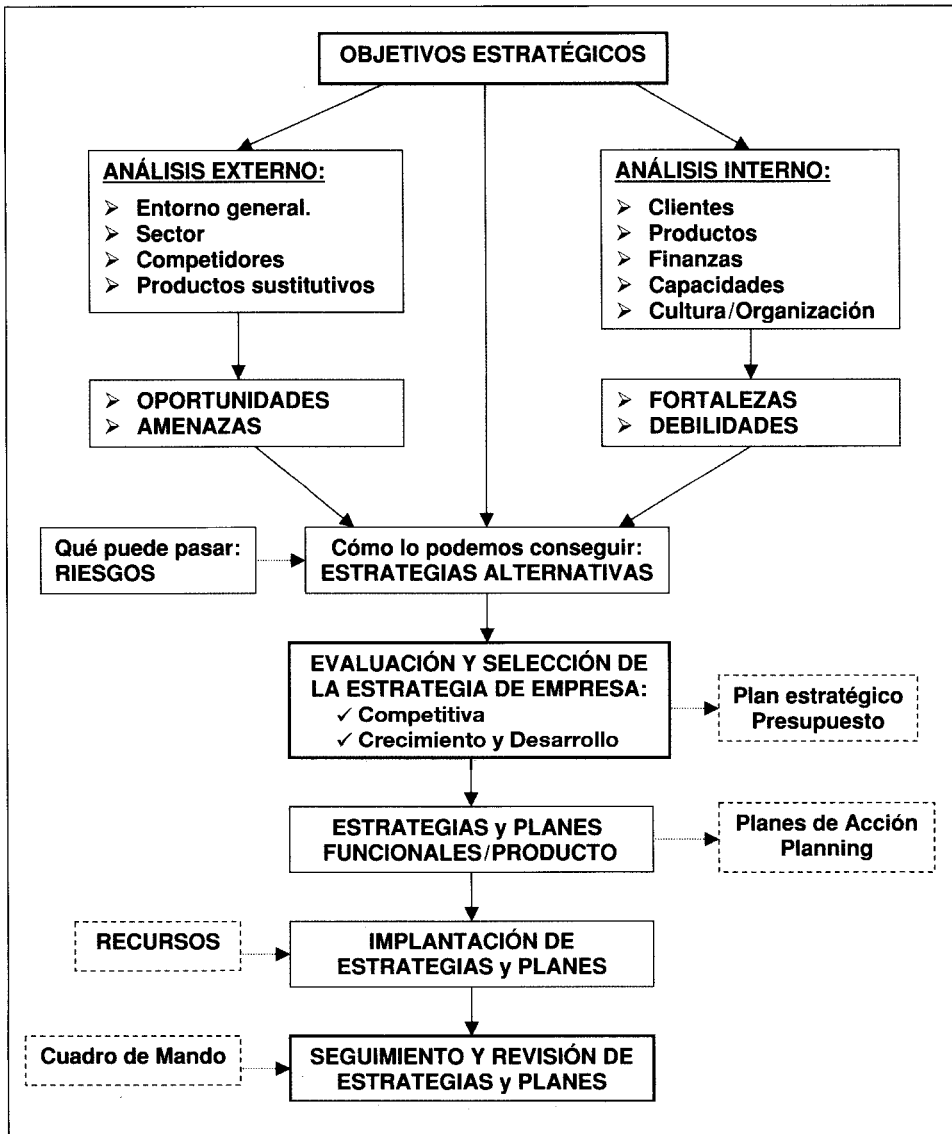 OBJETIVOS ESTRATÉGICOS
ANÁLISIS EXTERNO:
➢ Entorno general.
➢ Sector
➢ Competidores
➢ Productos sustitutivos
ANÁLISIS INTERNO:
➢ Clientes
➢ Productos
➢ Finanzas
➢ Capacidades
➢ Cultura/Organización
➢ OPORTUNIDADES
➢ AMENAZAS
➢ FORTALEZAS
➢ DEBILIDADES
Qué puede pasar:
RIESGOS
Cómo lo podemos conseguir:
ESTRATEGIAS ALTERNATIVAS
EVALUACIÓN Y SELECCIÓN DE
LA ESTRATEGIA DE EMPRESA:
✓ Competitiva
✓ Crecimiento y Desarrollo
Plan estratégico
Presupuesto
ESTRATEGIAS y PLANES
FUNCIONALES/PRODUCTO
Planes de Acción
Planning
RECURSOS
IMPLANTACIÓN DE
ESTRATEGIAS y PLANES
Cuadro de Mando
SEGUIMIENTO Y REVISIÓN DE
ESTRATEGIAS y PLANES